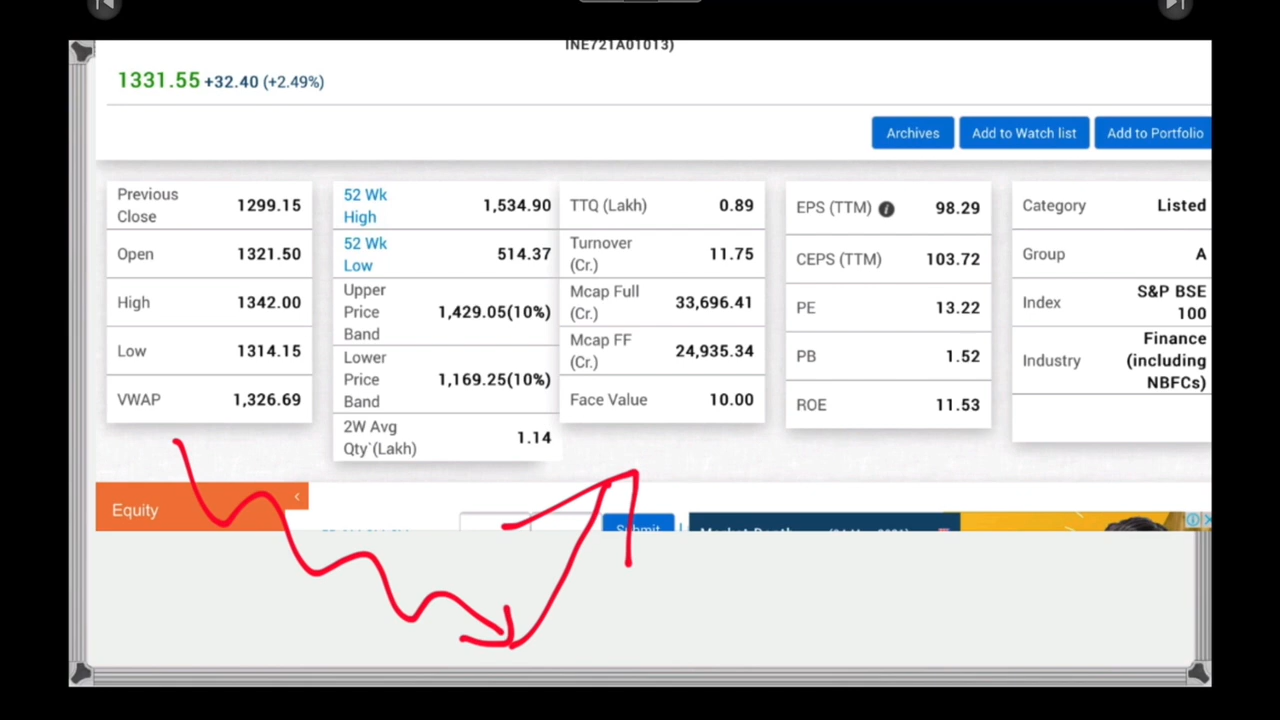 INE721A01013)
1331.55 +32.40 (+2.49%)
Archives
Add to Watch list
Add to Portfolio
Previous
Close
1299.15
Open
1321.50
High
1342.00
Low
1314.15
VWAP
1,326.69
52 Wk
High
1,534.90
52 Wk
Low
514.37
Upper
Price
Band
1,429.05(10%)
Lower
Price
Band
1,169.25(10%)
2W Avg
Qty`(Lakh)
1.14
TTQ (Lakh)
0.89
Turnover
(Cr.)
11.75
Mcap Full
(Cr.)
33,696.41
Mcap FF
(Cr.)
24,935.34
Face Value
10.00
EPS (TTM)
98.29
CEPS (TTM)
103.72
PE
13.22
PB
1.52
ROE
11.53
Category
Listed
Group
A
Index
S&P BSE
100
Industry
Finance
(including
NBFCs)
Equity
Submit
Market Depth